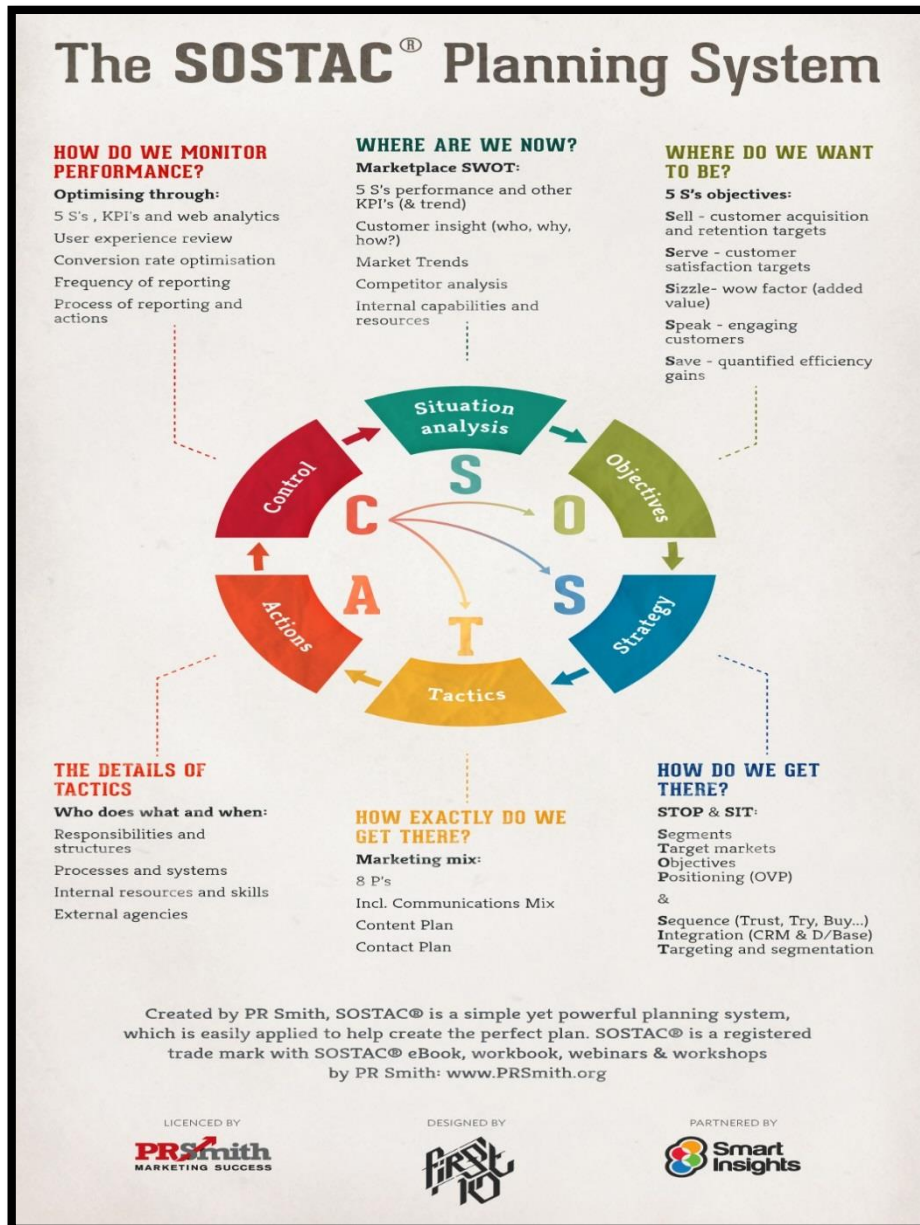 The SOSTAC® Planning System
HOW DO WE MONITOR
PERFORMANCE?
Optimising through:
5 S's , KPI's and web analytics
User experience review
Conversion rate optimisation
Frequency of reporting
Process of reporting and
actions
WHERE ARE WE NOW?
Marketplace SWOT:
5 S's performance and other
KPI's (& trend)
Customer insight (who, why,
how?)
Market Trends
Competitor analysis
Internal capabilities and
resources
WHERE DO WE WANT
TO BE?
5 S's objectives:
Sell - customer acquisition
and retention targets
Serve - customer
satisfaction targets
Sizzle- wow factor (added
value)
Speak - engaging
customers
Save - quantified efficiency
gains
Situation
analysis
Objectives
Strategy
Tactics
Actions
Control
S
O
S
T
A
C
THE DETAILS OF
TACTICS
Who does what and when:
Responsibilities and
structures
Processes and systems
Internal resources and skills
External agencies
HOW EXACTLY DO WE
GET THERE?
Marketing mix:
8 P's
Incl. Communications Mix
Content Plan
Contact Plan
HOW DO WE GET
THERE?
STOP & SIT:
Segments
Target markets
Objectives
Positioning (OVP)
&
Sequence (Trust, Try, Buy...)
Integration (CRM & D/Base)
Targeting and segmentation
Created by PR Smith, SOSTAC® is a simple yet powerful planning system,
which is easily applied to help create the perfect plan. SOSTAC® is a registered
trade mark with SOSTAC® eBook, workbook, webinars & workshops
by PR Smith: www.PRSmith.org
LICENCED BY
PRSmith
MARKETING SUCCESS
DESIGNED BY
first
10
PARTNERED BY
Smart
Insights